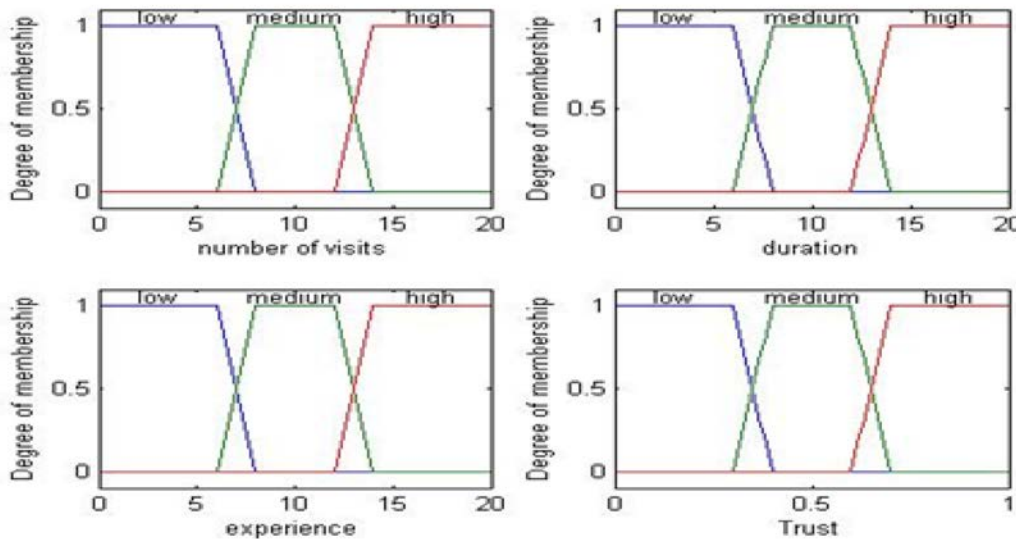 low medium high
Degree of membership
1
0.5
0
0 5 10 15 20
number of visits
low medium high
Degree of membership
1
0.5
0
0 5 10 15 20
duration
low medium high
Degree of membership
1
0.5
0
0 5 10 15 20
experience
low medium high
Degree of membership
1
0.5
0
0 0.5 1
Trust